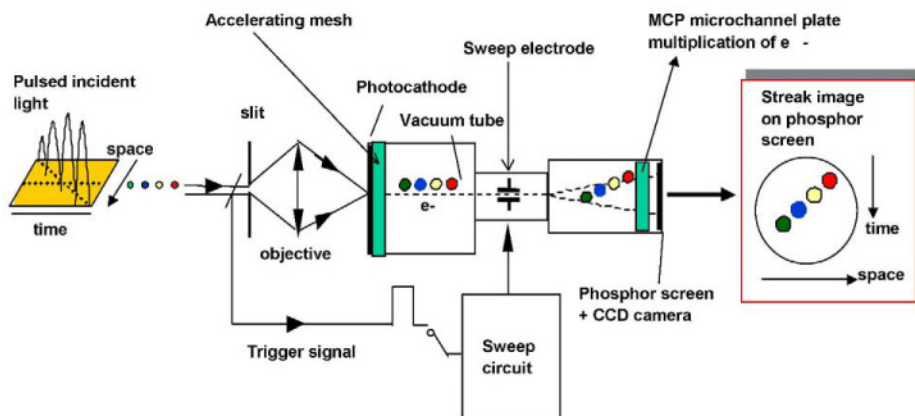 Accelerating mesh
MCP microchannel plate
multiplication of e -
Sweep electrode
Pulsed incident
light
Photocathode
slit
Vacuum tube
Streak image
on phosphor
screen
space
e-
time
time
objective
space
Phosphor screen
+ CCD camera
Trigger signal
Sweep
circuit